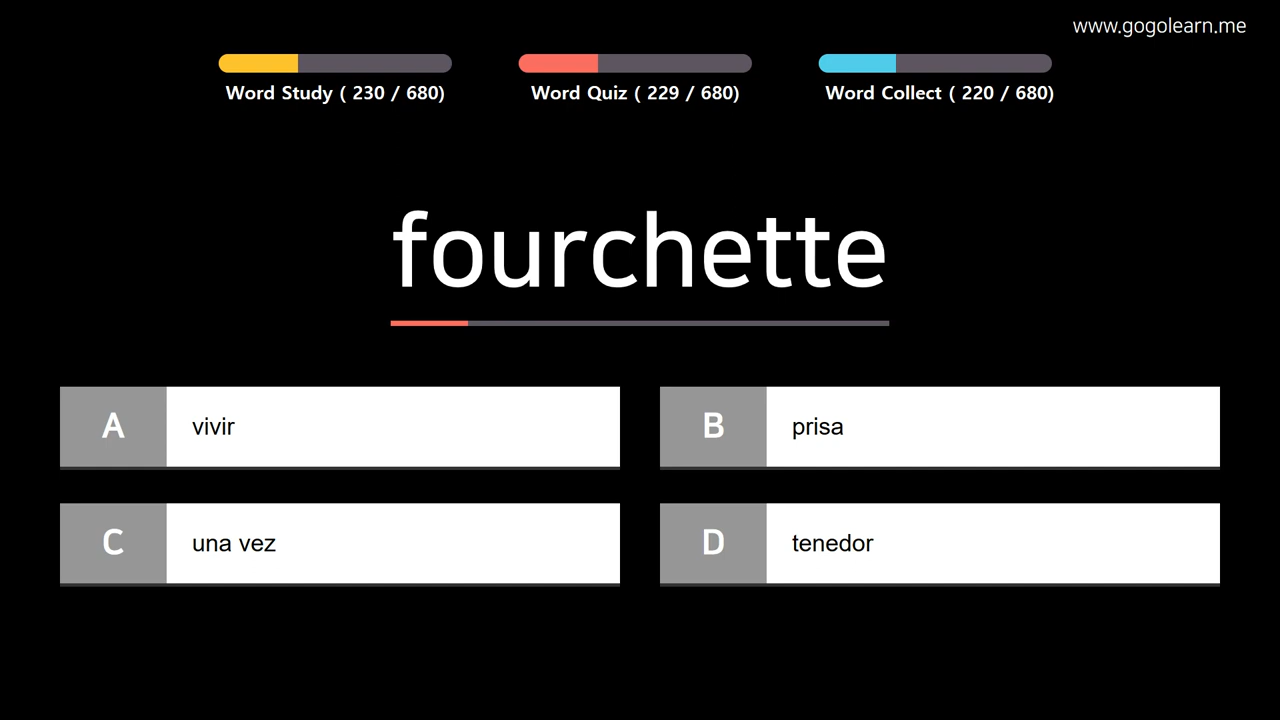 www.gogolearn.me
Word Study ( 230 / 680)
Word Quiz ( 229 / 680)
Word Collect ( 220 / 680)
fourchette
A vivir
B prisa
C una vez
D tenedor